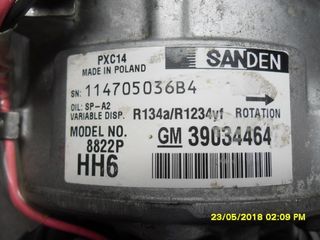 PXC14
MADE IN POLAND
SANDEN
SN: 114705036B4
OIL: SP-A2
VARIABLE DISP. R134a/R1234yf ROTATION
MODEL NO.
8822P
GM 39034464
HH6
23/05/2018 02:09 PM